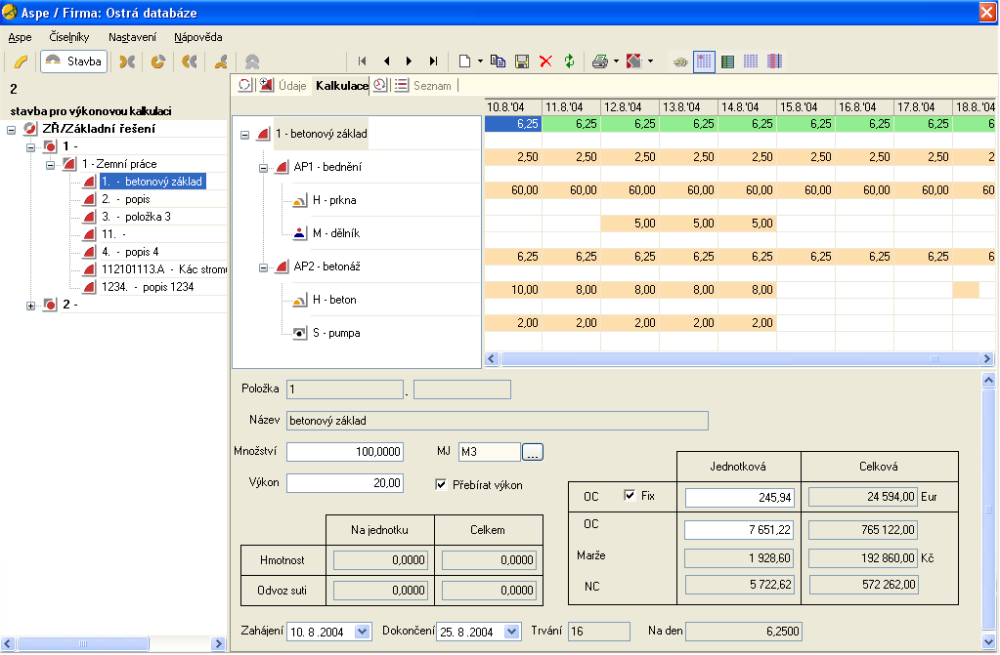 Aspe / Firma: Ostrá databáze
Aspe Číselníky Nastavení Nápověda
Stavba
2
stavba pro výkonovou kalkulaci
ZŘ/Základní řešení
1 -
1 - Zemní práce
1. - betonový základ
2. - popis
3. - položka 3
11. -
4. - popis 4
112101113.A - Kác stromů
1234. - popis 1234
2 -
Údaje Kalkulace Seznam
10.8.'04 11.8.'04 12.8.'04 13.8.'04 14.8.'04 15.8.'04 16.8.'04 17.8.'04 18.8.'04
1 - betonový základ 6,25 6,25 6,25 6,25 6,25 6,25 6,25 6,25 6
2,50 2,50 2,50 2,50 2,50 2,50 2,50 2,50 2
AP1 - bednění
60,00 60,00 60,00 60,00 60,00 60,00 60,00 60,00 60
H - prkna
5,00 5,00 5,00
M - dělník
6,25 6,25 6,25 6,25 6,25 6,25 6,25 6,25 6
AP2 - betonáž
10,00 8,00 8,00 8,00 8,00
H - beton
2,00 2,00 2,00 2,00 2,00
S - pumpa
Položka 1 .
Název betonový základ
Množství 100,0000 MJ M3 ...
Výkon 20,00 Přebírat výkon
Jednotková Celková
OC Fix 245,94 24 594,00 Eur
OC 7 651,22 765 122,00
Marže 1 928,60 192 860,00 Kč
NC 5 722,62 572 262,00
Na jednotku Celkem
Hmotnost 0,0000 0,0000
Odvoz suti 0,0000 0,0000
Zahájení 10. 8 .2004 Dokončení 25. 8 .2004 Trvání 16 Na den 6,2500